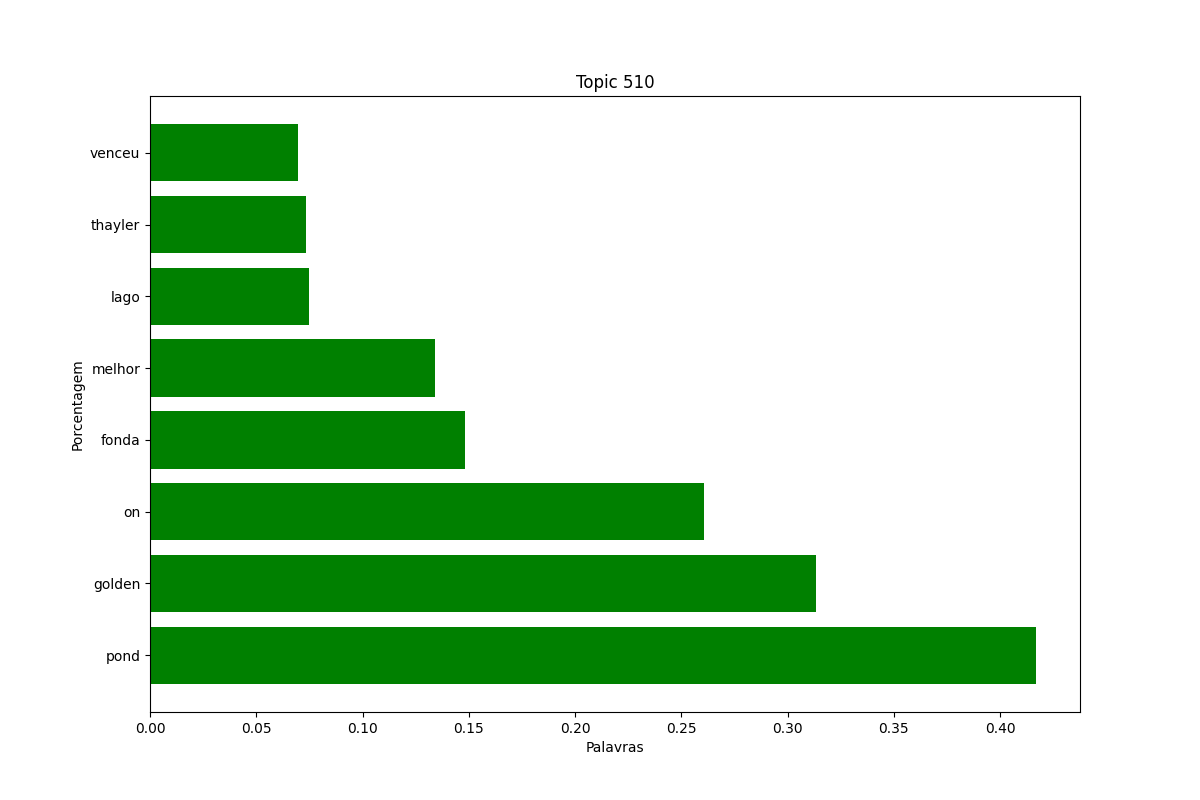 Topic 510
venceu
thayler
lago
melhor
fonda
on
golden
pond
Porcentagem
0.00 0.05 0.10 0.15 0.20 0.25 0.30 0.35 0.40
Palavras